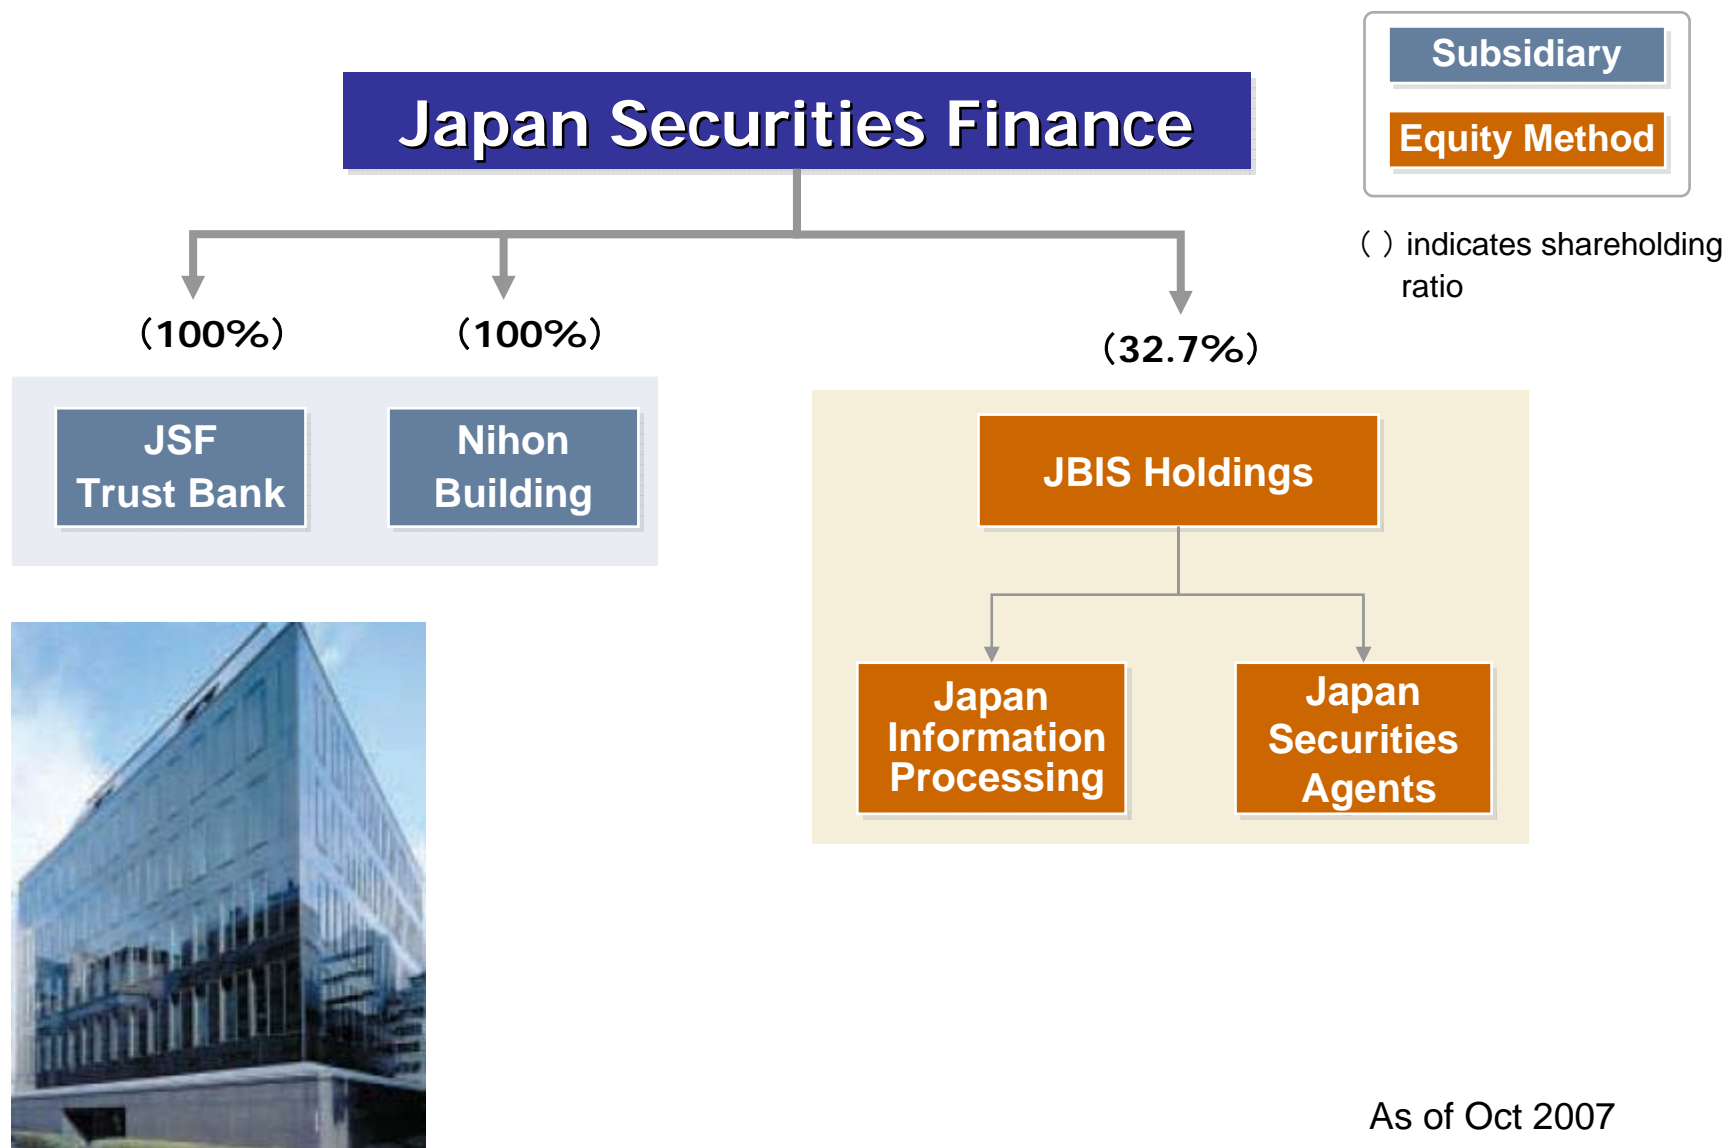 Japan Securities Finance
Subsidiary
Equity Method
( ) indicates shareholding
ratio
(100%)
(100%)
(32.7%)
JSF
Trust Bank
Nihon
Building
JBIS Holdings
Japan
Information
Processing
Japan
Securities
Agents
As of Oct 2007